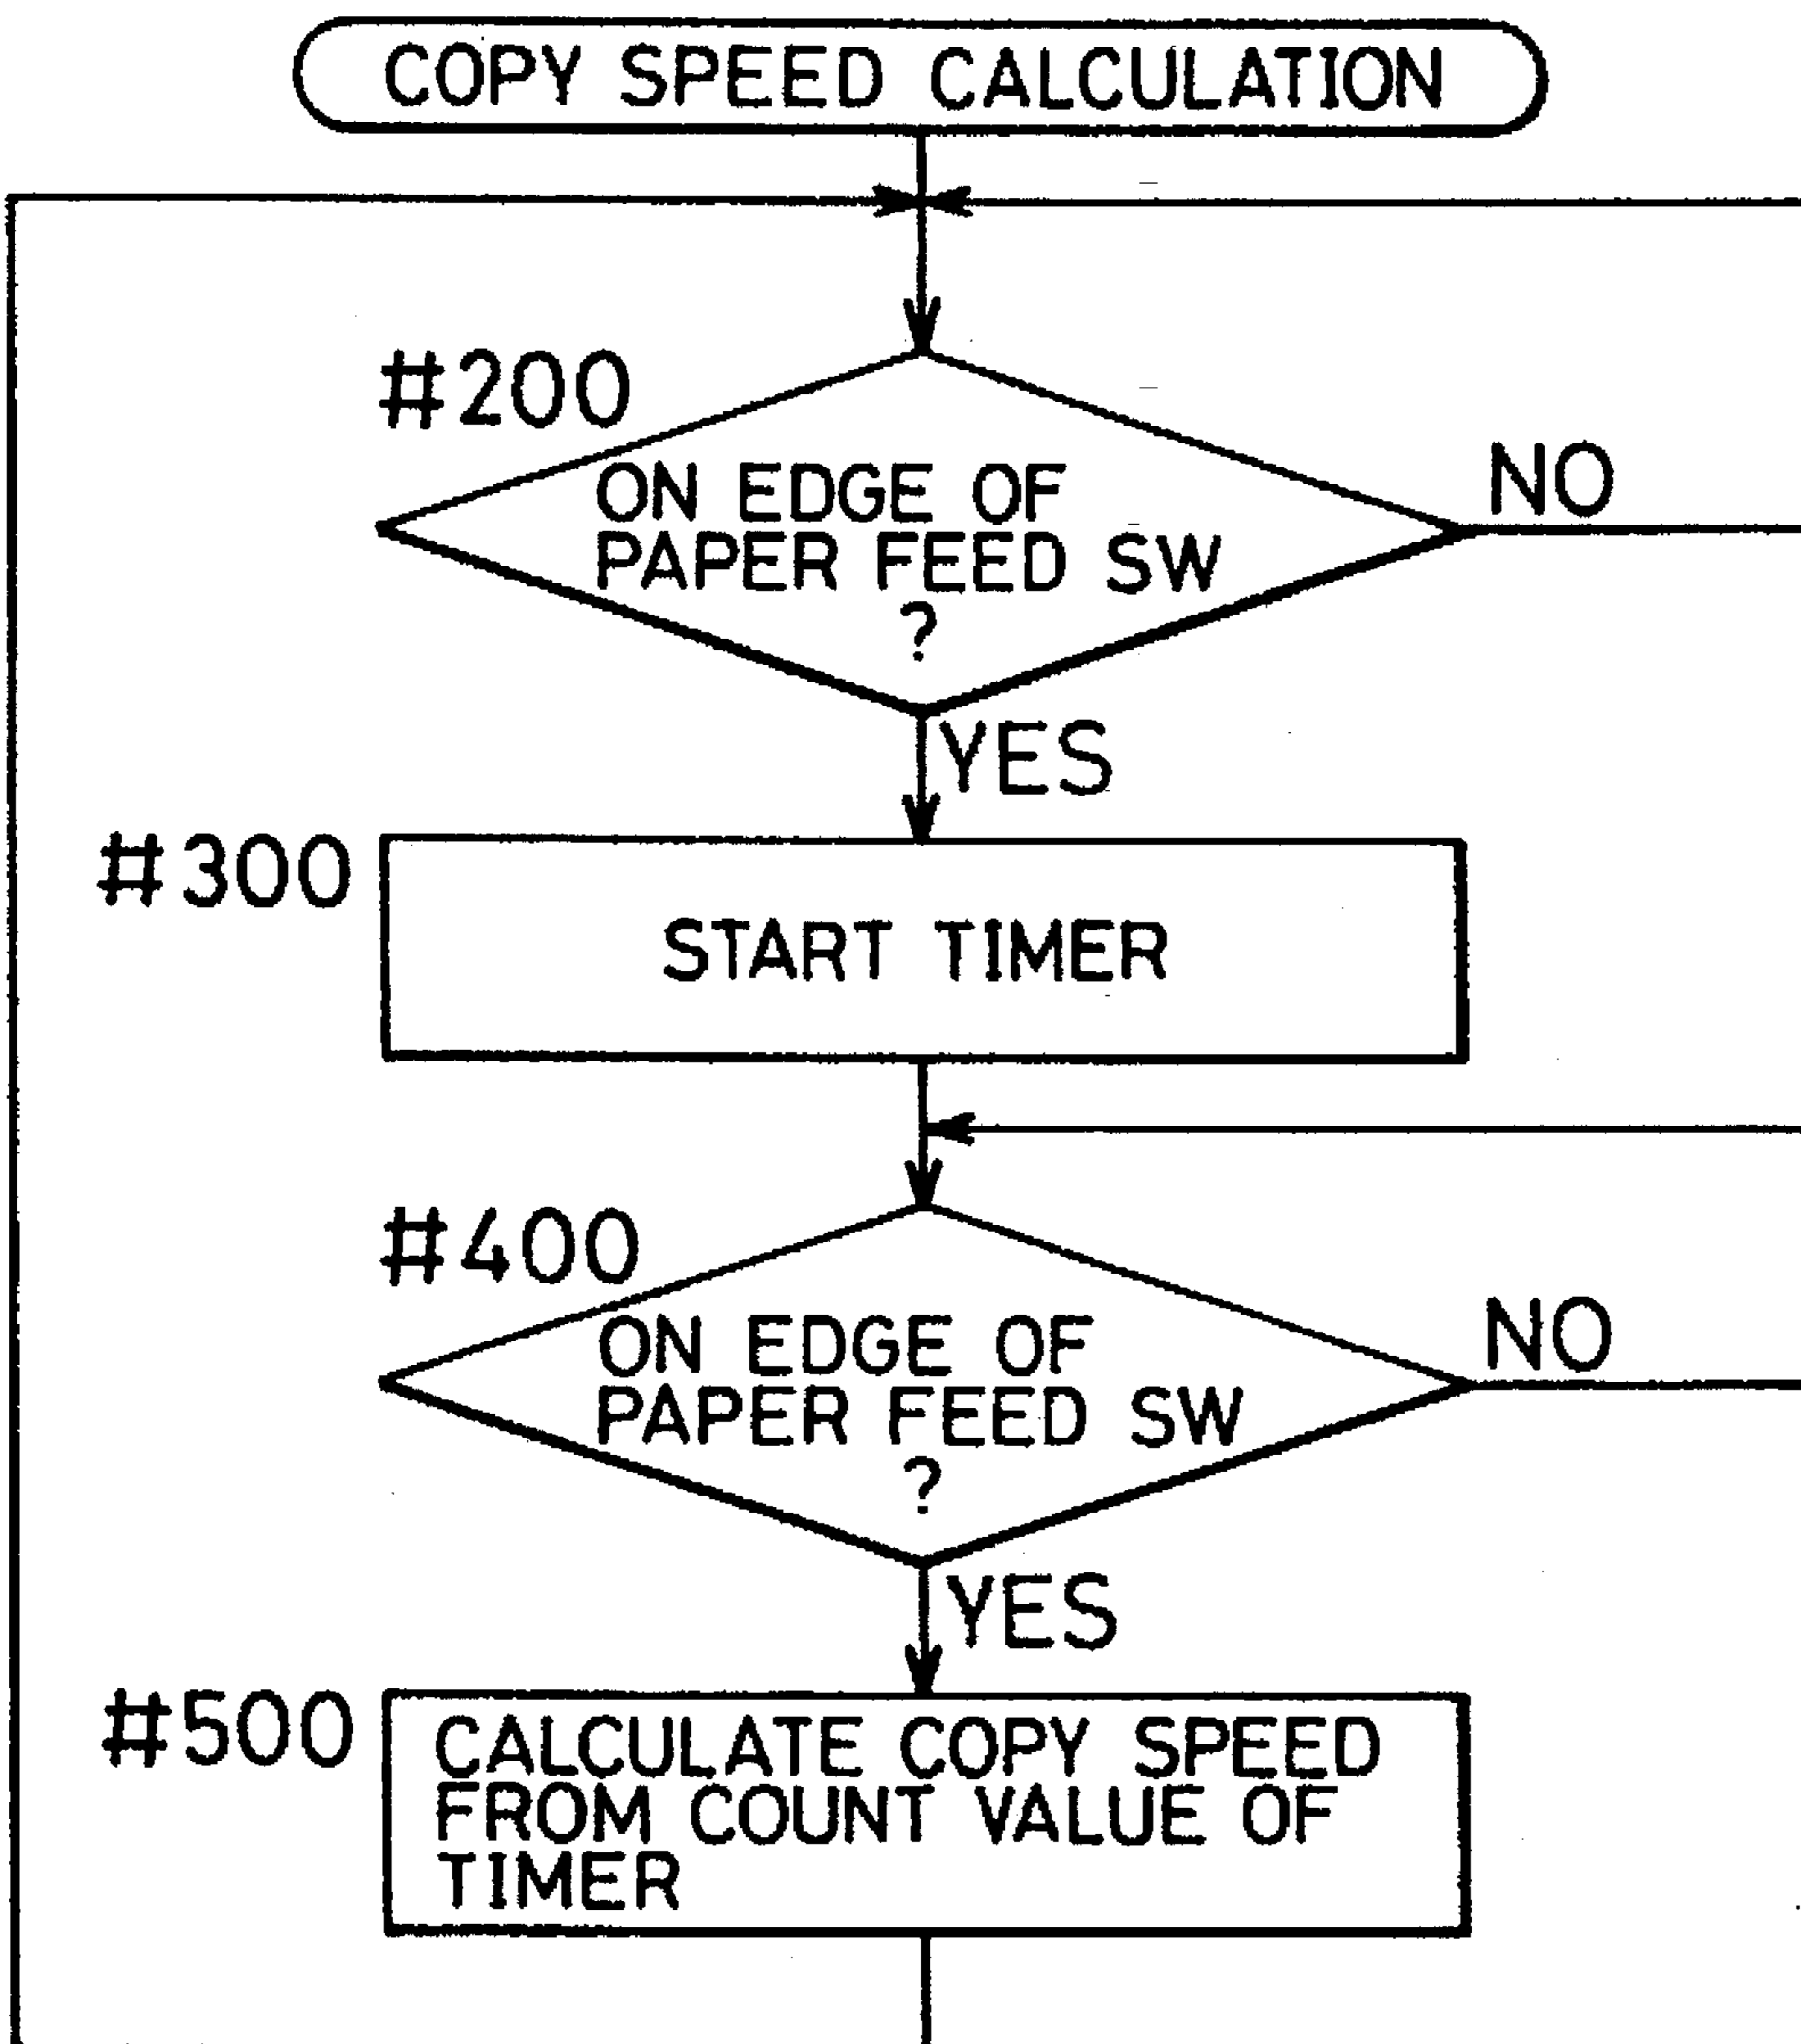 COPY SPEED CALCULATION
#200
ON EDGE OF
PAPER FEED SW
?
NO
YES
#300
START TIMER
#400
ON EDGE OF
PAPER FEED SW
?
NO
YES
#500
CALCULATE COPY SPEED
FROM COUNT VALUE OF
TIMER